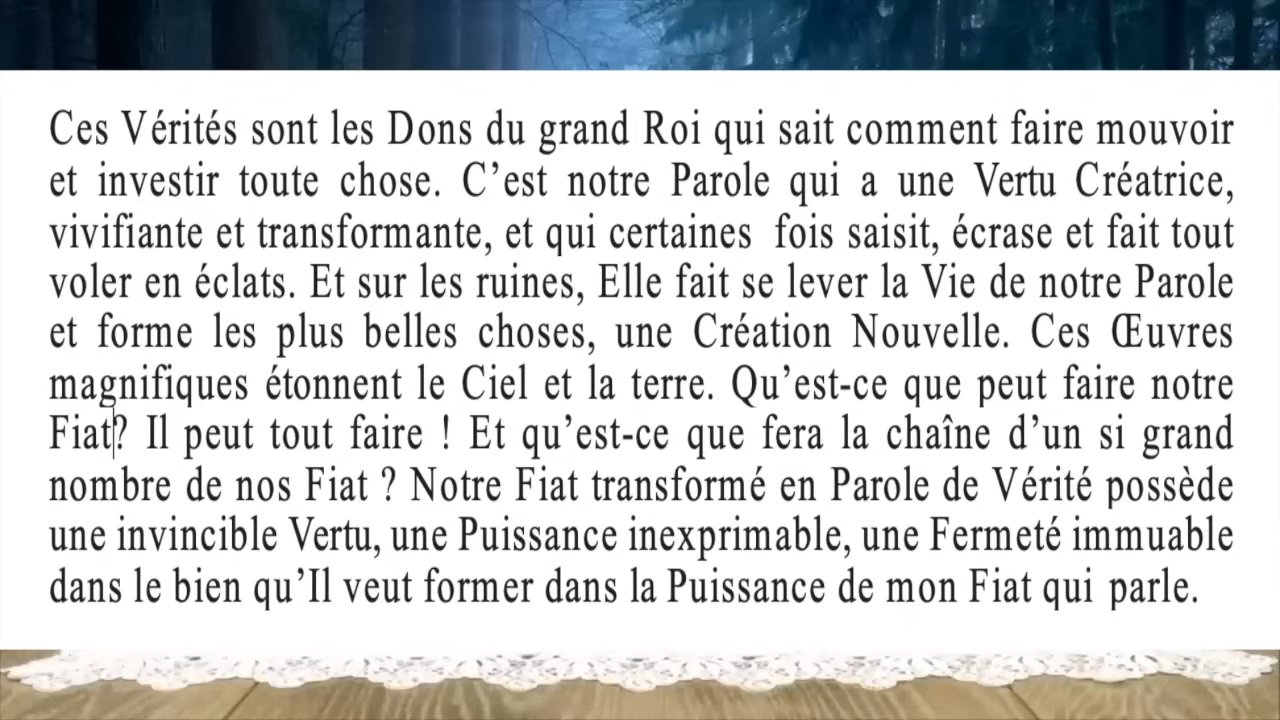 Ces Vérités sont les Dons du grand Roi qui sait comment faire mouvoir
et investir toute chose. C’est notre Parole qui a une Vertu Créatrice,
vivifiante et transformante, et qui certaines fois saisit, écrase et fait tout
voler en éclats. Et sur les ruines, Elle fait se lever la Vie de notre Parole
et forme les plus belles choses, une Création Nouvelle. Ces Œuvres
magnifiques étonnent le Ciel et la terre. Qu’est-ce que peut faire notre
Fiat? Il peut tout faire ! Et qu’est-ce que fera la chaîne d’un si grand
nombre de nos Fiat ? Notre Fiat transformé en Parole de Vérité possède
une invincible Vertu, une Puissance inexprimable, une Fermeté immuable
dans le bien qu’Il veut former dans la Puissance de mon Fiat qui parle.